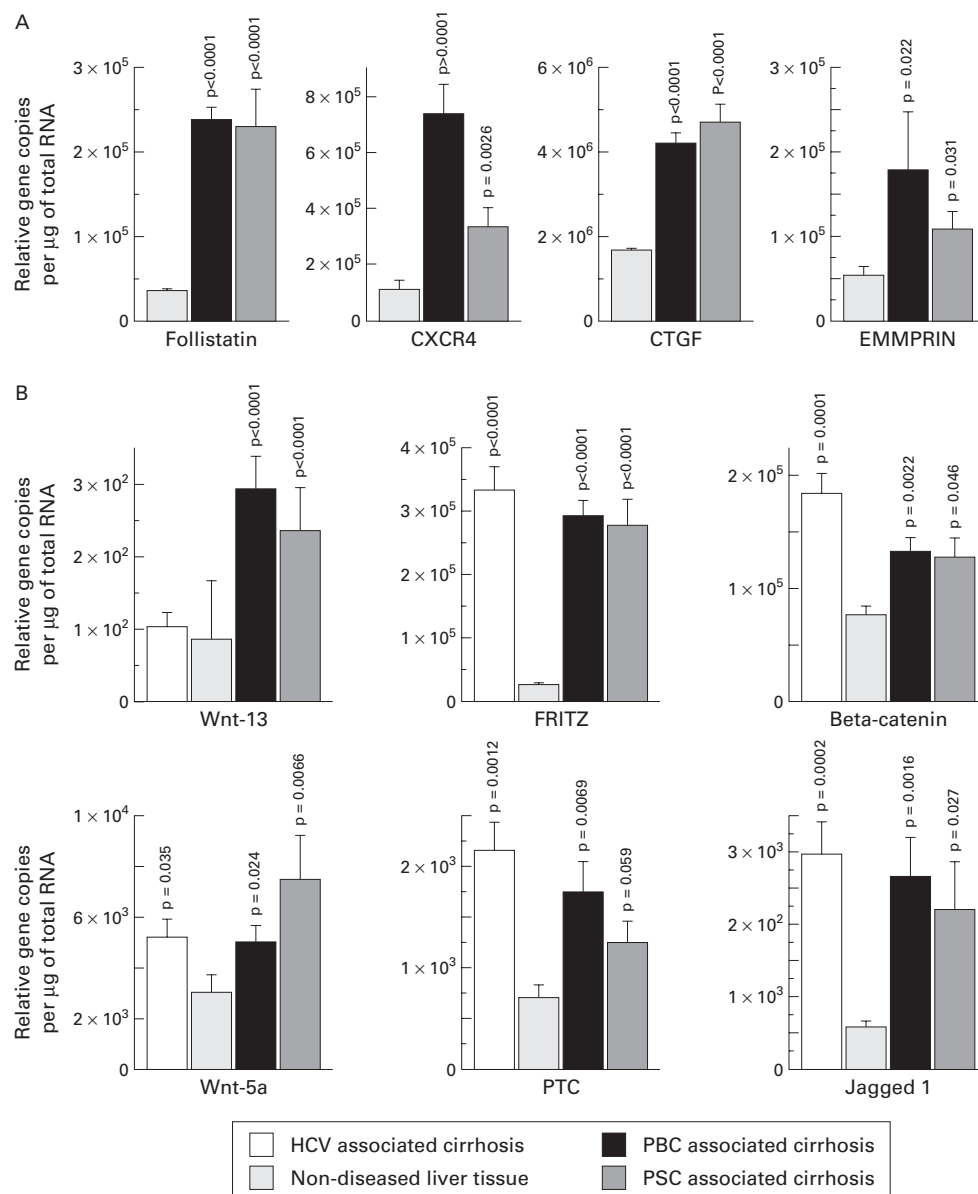 A
Relative gene copies
per μg of total RNA
3 × 10⁵
2 × 10⁵
1 × 10⁵
0
p<0.0001
p<0.0001
Follistatin
8 × 10⁵
6 × 10⁵
4 × 10⁵
2 × 10⁵
0
p>0.0001
p = 0.0026
CXCR4
6 × 10⁶
4 × 10⁶
2 × 10⁶
0
p<0.0001
P<0.0001
CTGF
3 × 10⁵
2 × 10⁵
1 × 10⁵
0
p = 0.022
p = 0.031
EMMPRIN
B
Relative gene copies
per μg of total RNA
3 × 10²
2 × 10²
1 × 10²
0
p<0.0001
p<0.0001
Wnt-13
4 × 10⁵
3 × 10⁵
2 × 10⁵
1 × 10⁵
0
p<0.0001
p<0.0001
p<0.0001
FRITZ
2 × 10⁵
1 × 10⁵
0
p = 0.0001
p = 0.0022
p = 0.046
Beta-catenin
Relative gene copies
per μg of total RNA
1 × 10⁴
6 × 10³
2 × 10³
0
p = 0.035
p = 0.024
p = 0.0066
Wnt-5a
2 × 10³
1 × 10³
0
p = 0.0012
p = 0.0069
p = 0.059
PTC
3 × 10³
2 × 10²
1 × 10³
0
p = 0.0002
p = 0.0016
p = 0.027
Jagged 1
HCV associated cirrhosis
PBC associated cirrhosis
Non-diseased liver tissue
PSC associated cirrhosis